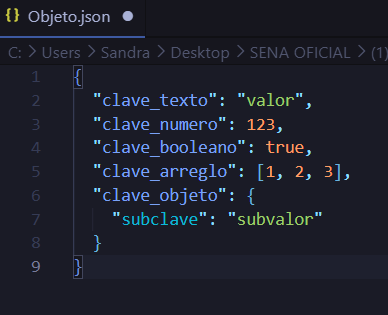 {} Objeto.json
C: > Users > Sandra > Desktop > SENA OFICIAL > (1)
1 {
2 "clave_texto": "valor",
3 "clave_numero": 123,
4 "clave_booleano": true,
5 "clave_arreglo": [1, 2, 3],
6 "clave_objeto": {
7 "subclave": "subvalor"
8 }
9 }